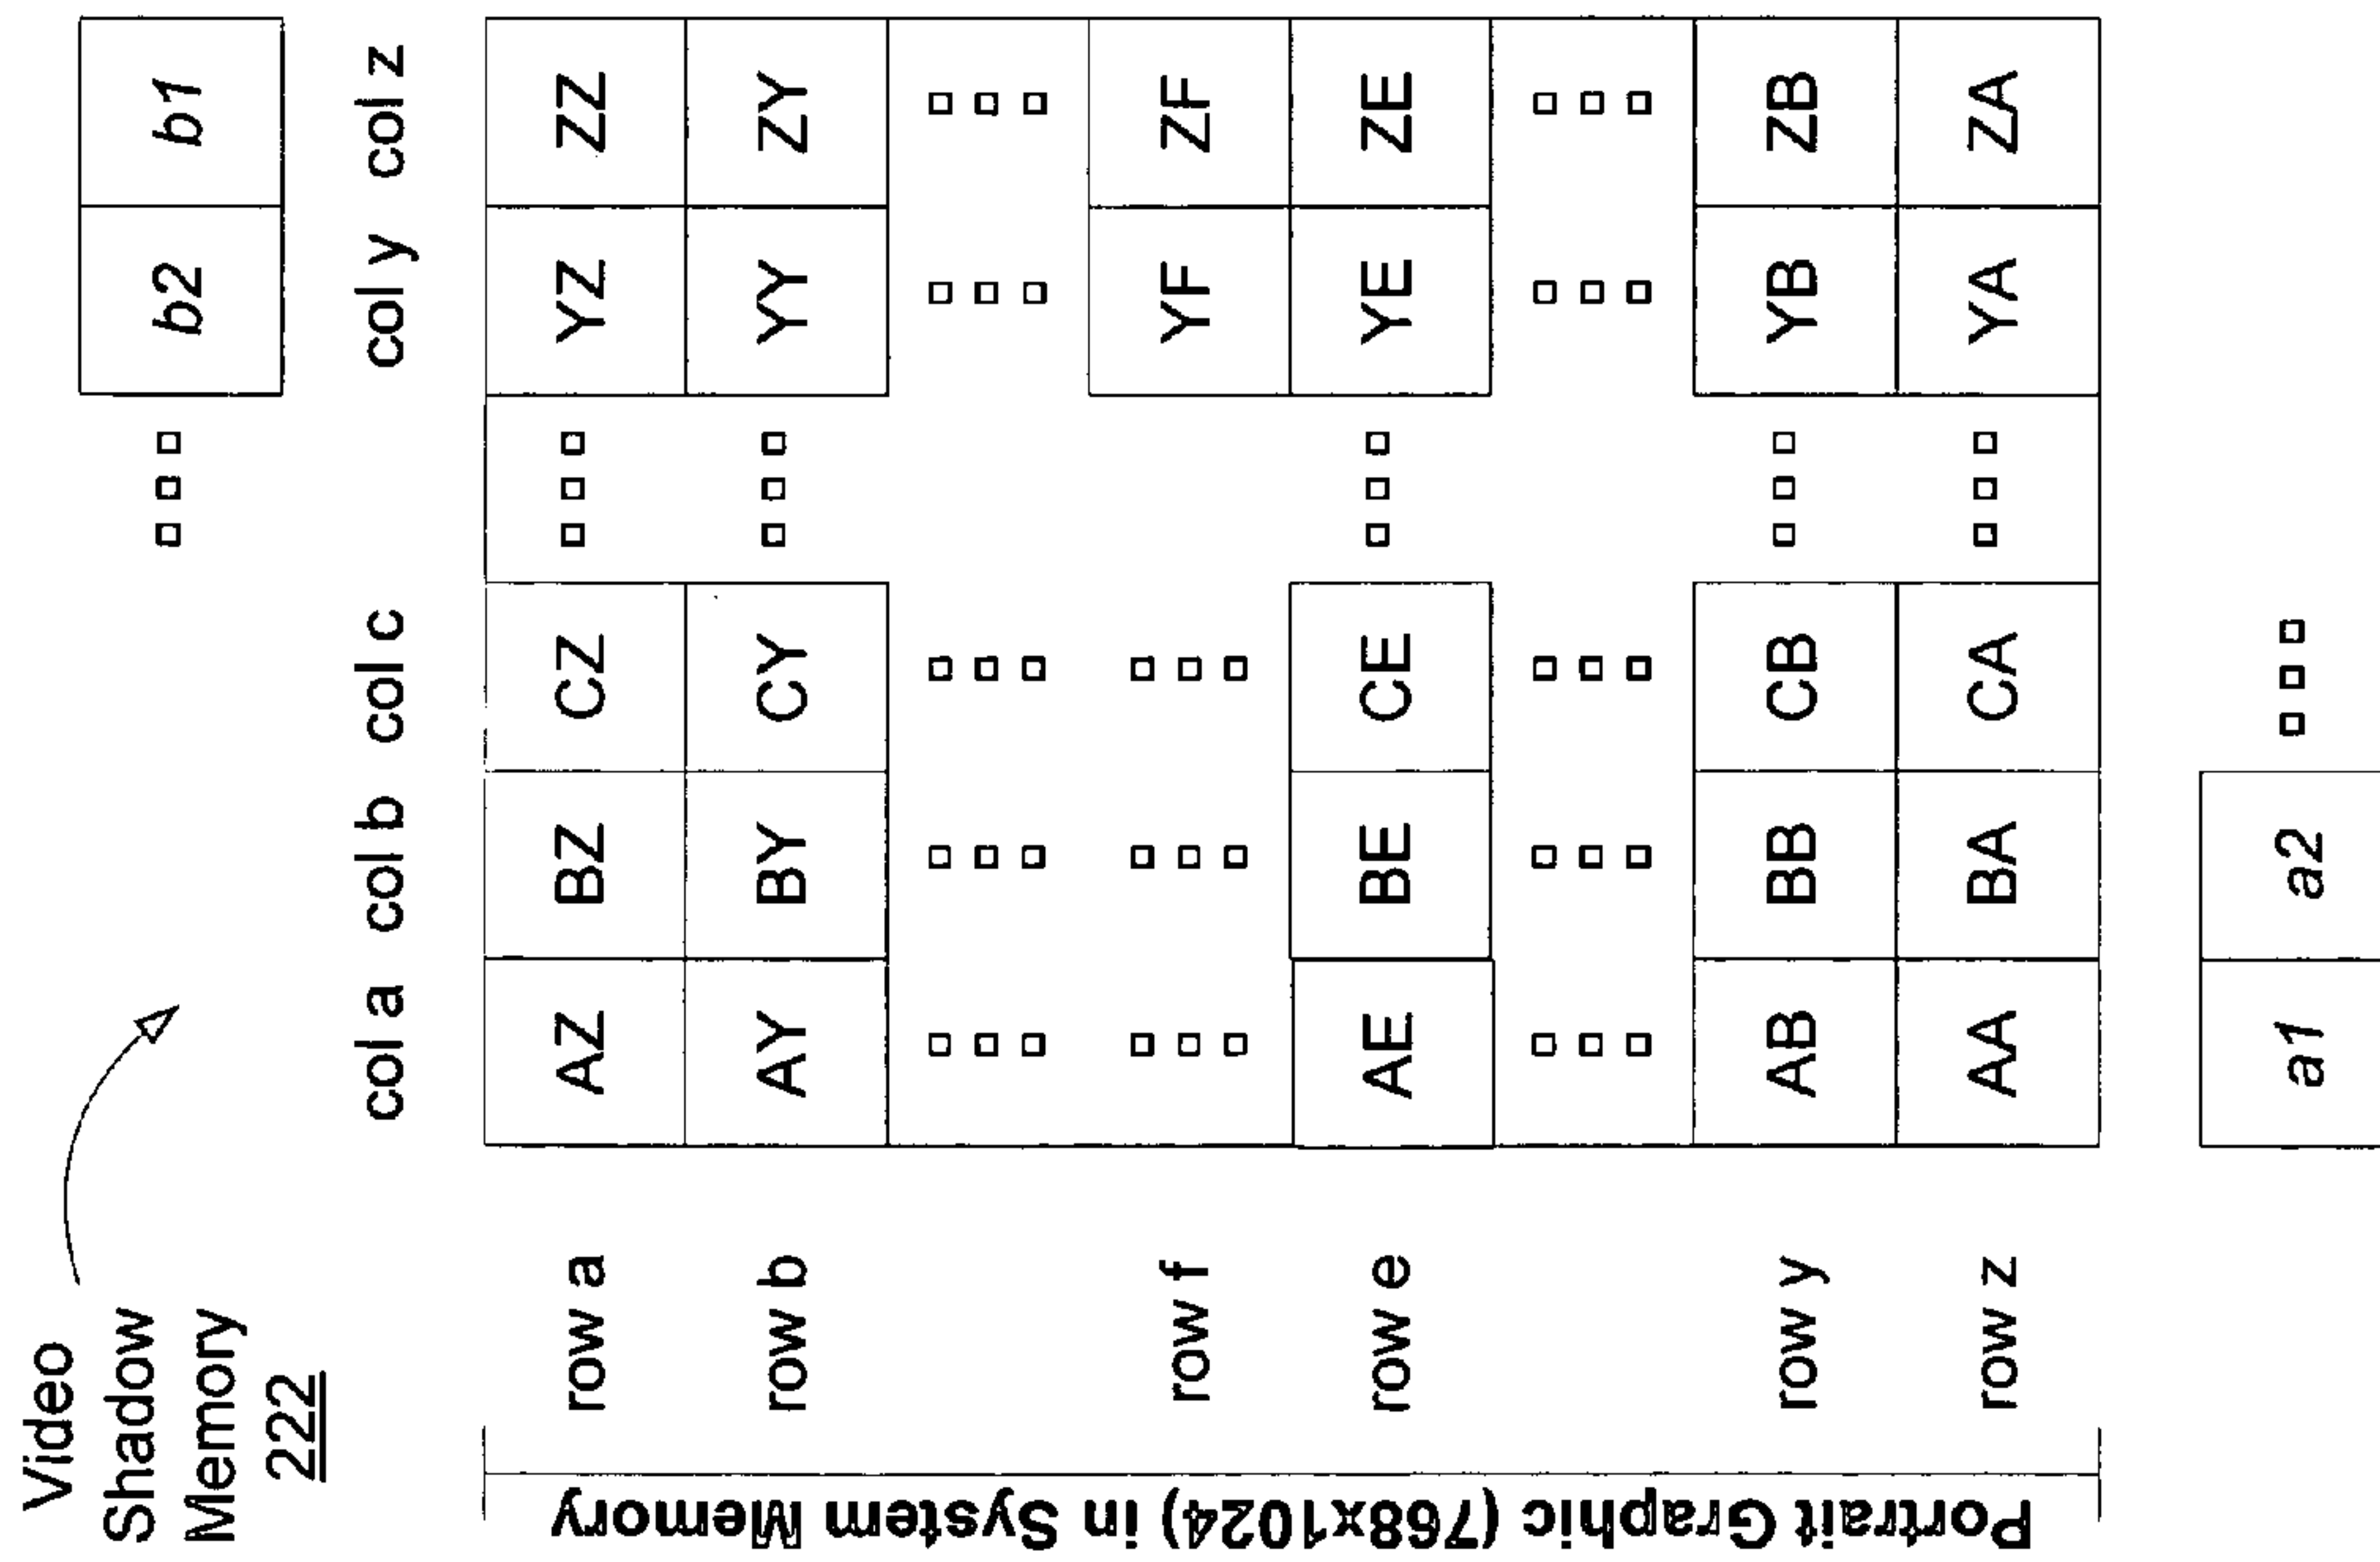 Video
Shadow
Memory
222
b2 b1
col a col b col c col y col z
Portrait Graphic (768x1024) in System Memory
row a AZ BZ CZ YZ ZZ
row b AY BY CY YY ZY
row f YF ZF
row e AE BE CE YE ZE
row y AB BB CB YB ZB
row z AA BA CA YA ZA
a1 a2